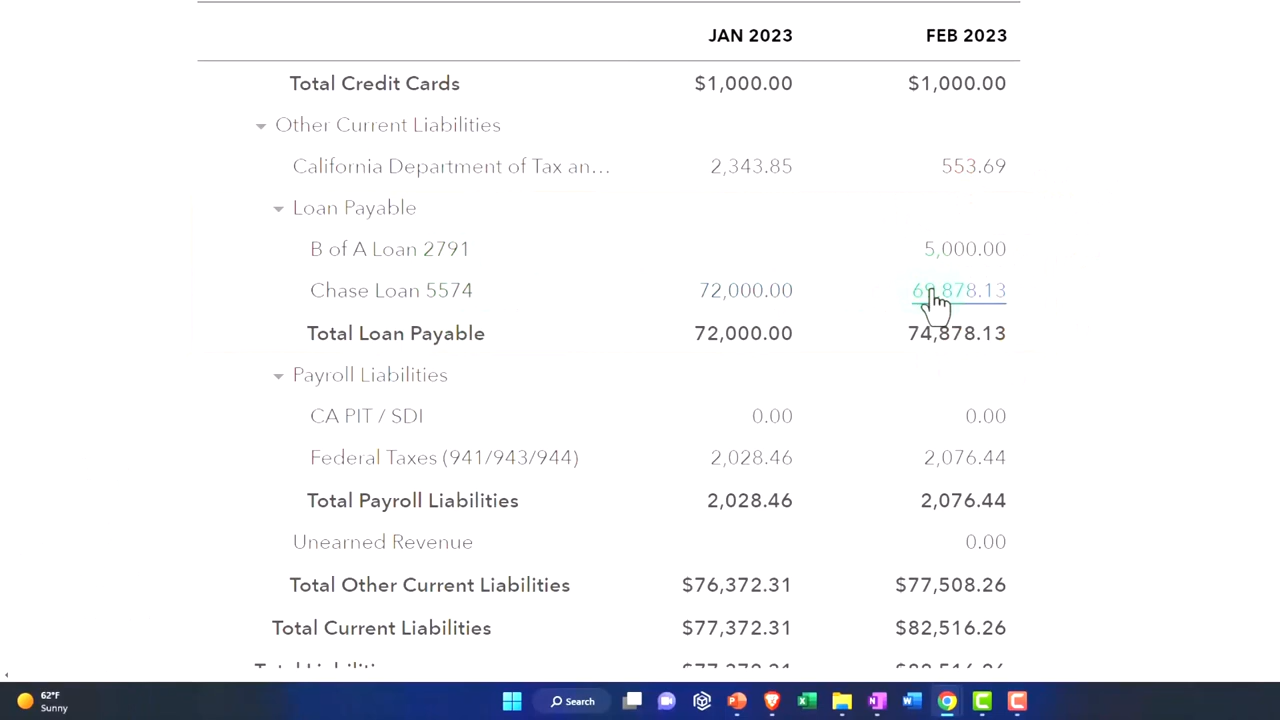 JAN 2023 FEB 2023
Total Credit Cards $1,000.00 $1,000.00
Other Current Liabilities
California Department of Tax an... 2,343.85 553.69
Loan Payable
B of A Loan 2791 5,000.00
Chase Loan 5574 72,000.00 69,878.13
Total Loan Payable 72,000.00 74,878.13
Payroll Liabilities
CA PIT / SDI 0.00 0.00
Federal Taxes (941/943/944) 2,028.46 2,076.44
Total Payroll Liabilities 2,028.46 2,076.44
Unearned Revenue 0.00
Total Other Current Liabilities $76,372.31 $77,508.26
Total Current Liabilities $77,372.31 $82,516.26
62°F
Sunny
Search